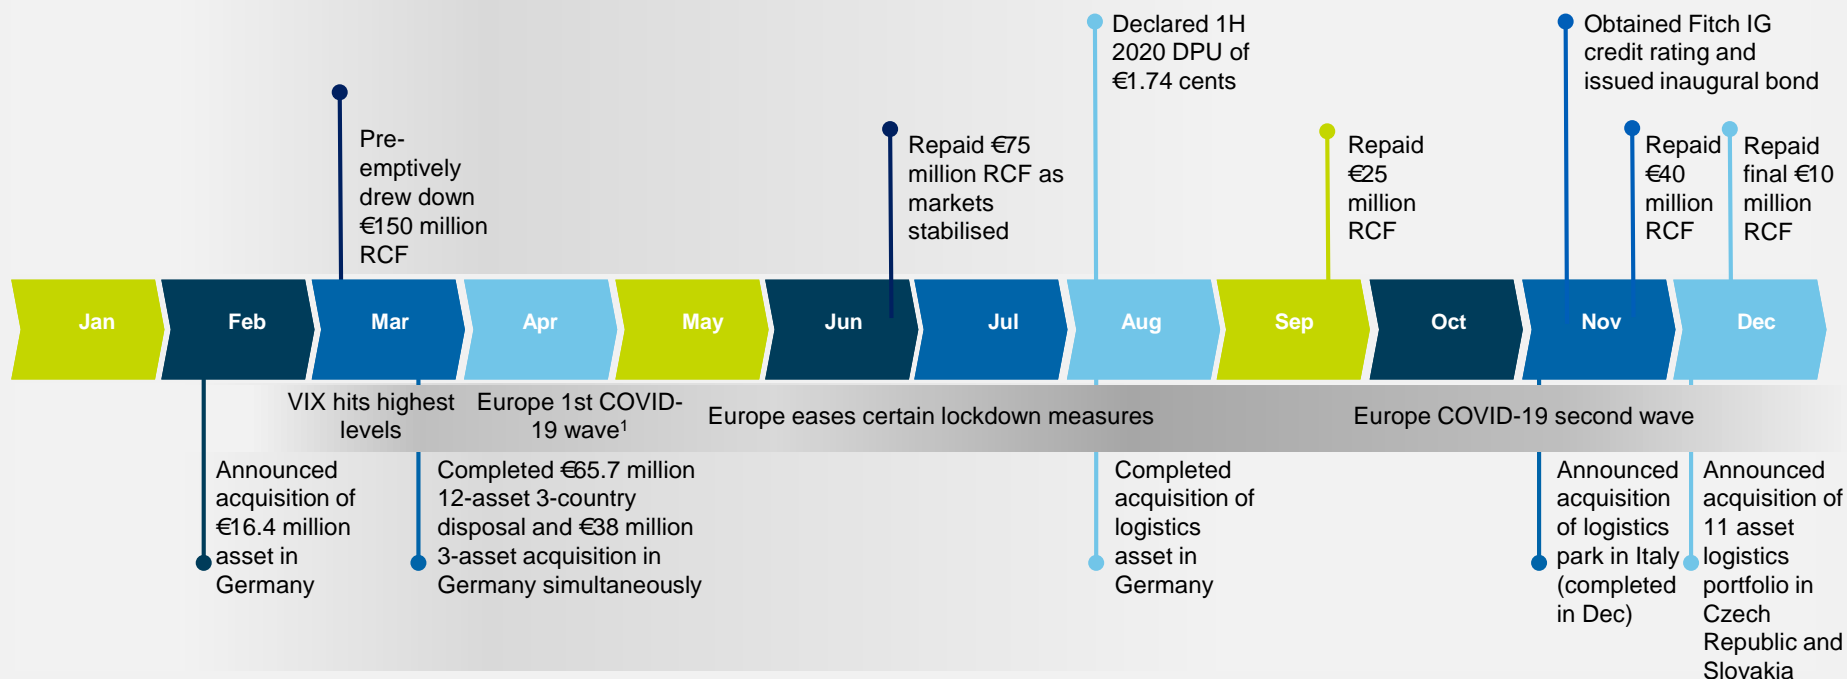 Declared 1H
2020 DPU of
€1.74 cents
Obtained Fitch IG
credit rating and
issued inaugural bond
Pre-
emptively
drew down
€150 million
RCF
Repaid €75
million RCF as
markets
stabilised
Repaid
€25
million
RCF
Repaid
€40
million
RCF
Repaid
final €10
million
RCF
Jan
Feb
Mar
Apr
May
Jun
Jul
Aug
Sep
Oct
Nov
Dec
VIX hits highest
levels
Europe 1st COVID-
19 wave¹
Europe eases certain lockdown measures
Europe COVID-19 second wave
Announced
acquisition of
€16.4 million
asset in
Germany
Completed €65.7 million
12-asset 3-country
disposal and €38 million
3-asset acquisition in
Germany simultaneously
Completed
acquisition of
logistics
asset in
Germany
Announced
acquisition
of logistics
park in Italy
(completed
in Dec)
Announced
acquisition of
11 asset
logistics
portfolio in
Czech
Republic and
Slovakia